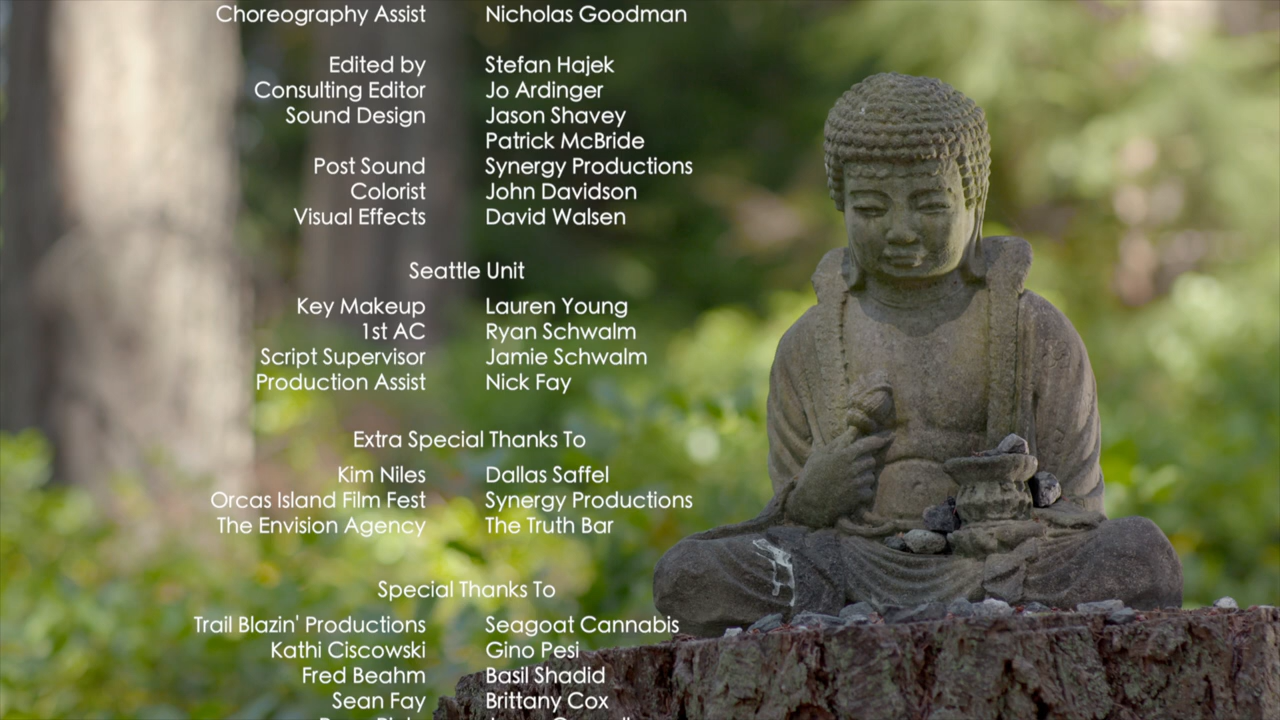 Choreography Assist Nicholas Goodman
Edited by Stefan Hajek
Consulting Editor Jo Ardinger
Sound Design Jason Shavey
Patrick McBride
Post Sound Synergy Productions
Colorist John Davidson
Visual Effects David Walsen
Seattle Unit
Key Makeup Lauren Young
1st AC Ryan Schwalm
Script Supervisor Jamie Schwalm
Production Assist Nick Fay
Extra Special Thanks To
Kim Niles Dallas Saffel
Orcas Island Film Fest Synergy Productions
The Envision Agency The Truth Bar
Special Thanks To
Trail Blazin' Productions Seagoat Cannabis
Kathi Ciscowski Gino Pesi
Fred Beahm Basil Shadid
Sean Fay Brittany Cox